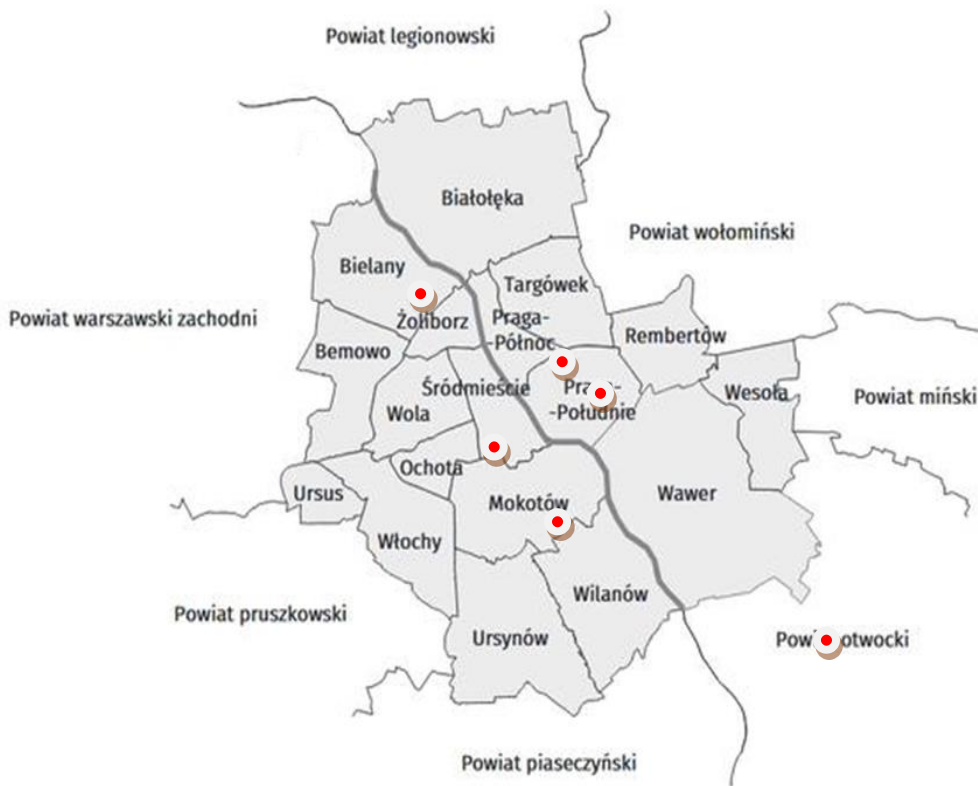 Powiat legionowski
Białołęka
Powiat wołomiński
Bielany
Targówek
Powiat warszawski zachodni
Żoliborz
Praga-
-Północ
Rembertów
Bemowo
Śródmieście
-Południe
Wesoła
Powiat miński
Wola
Ochota
Ursus
Mokotów
Wawer
Włochy
Wilanów
Powiat pruszkowski
Ursynów
otwocki
Powiat piaseczyński